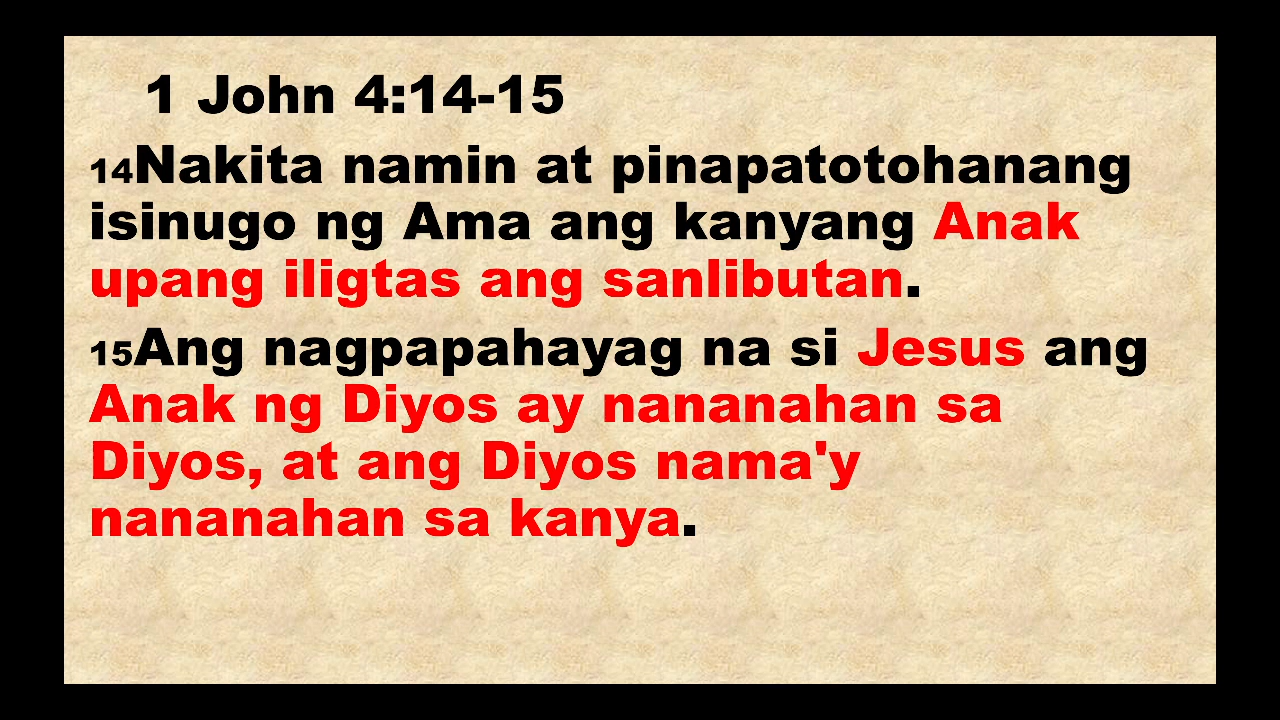 1 John 4:14-15
14Nakita namin at pinapatotohanang
isinugo ng Ama ang kanyang Anak
upang iligtas ang sanlibutan.
15Ang nagpapahayag na si Jesus ang
Anak ng Diyos ay nananahan sa
Diyos, at ang Diyos nama'y
nananahan sa kanya.